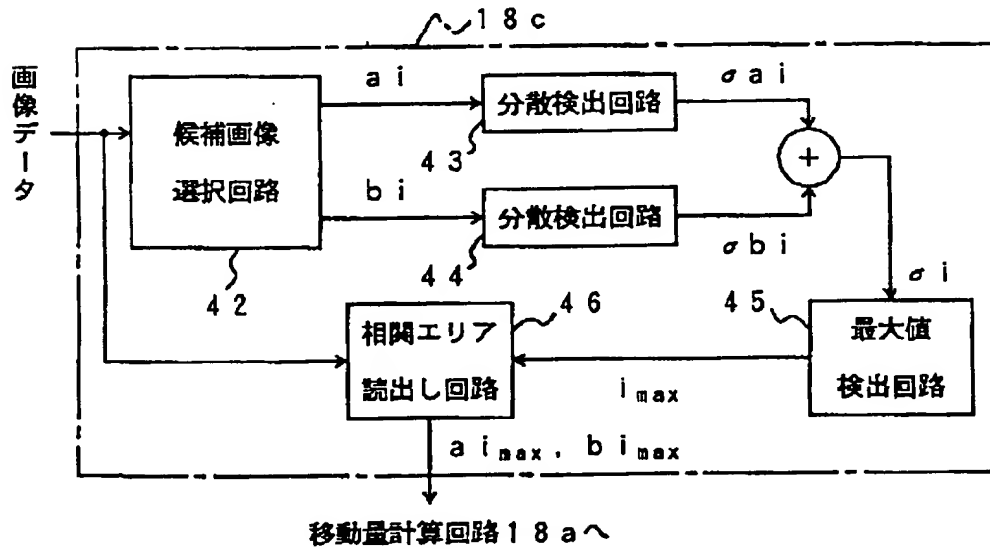 18c
画像データ
候補画像
選択回路
42
ai
分散検出回路
43
σai
+
bi
分散検出回路
44
σbi
σi
45
最大値
検出回路
imax
46
相関エリア
読出し回路
aimax, bimax
移動量計算回路18aへ